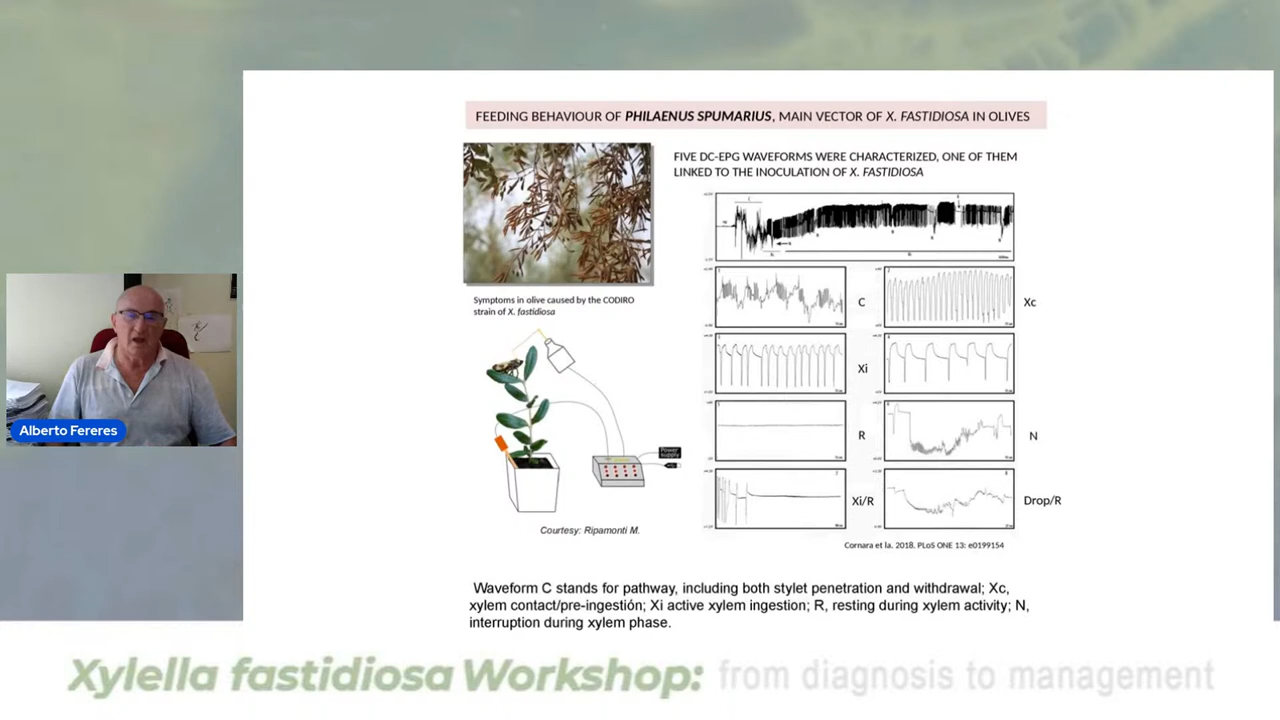 FEEDING BEHAVIOUR OF PHILAENUS SPUMARIUS, MAIN VECTOR OF X. FASTIDIOSA IN OLIVES
FIVE DC-EPG WAVEFORMS WERE CHARACTERIZED, ONE OF THEM
LINKED TO THE INOCULATION OF X. FASTIDIOSA
Symptoms in olive caused by the CODIRO
strain of X. fastidiosa
C
Xc
Xi
R
N
Xi/R
Drop/R
Power
supply
Courtesy: Ripamonti M.
Cornara et la. 2018. PLoS ONE 13: e0199154
Waveform C stands for pathway, including both stylet penetration and withdrawal; Xc,
xylem contact/pre-ingestión; Xi active xylem ingestion; R, resting during xylem activity; N,
interruption during xylem phase.
Alberto Fereres
Xylella fastidiosa Workshop: from diagnosis to management